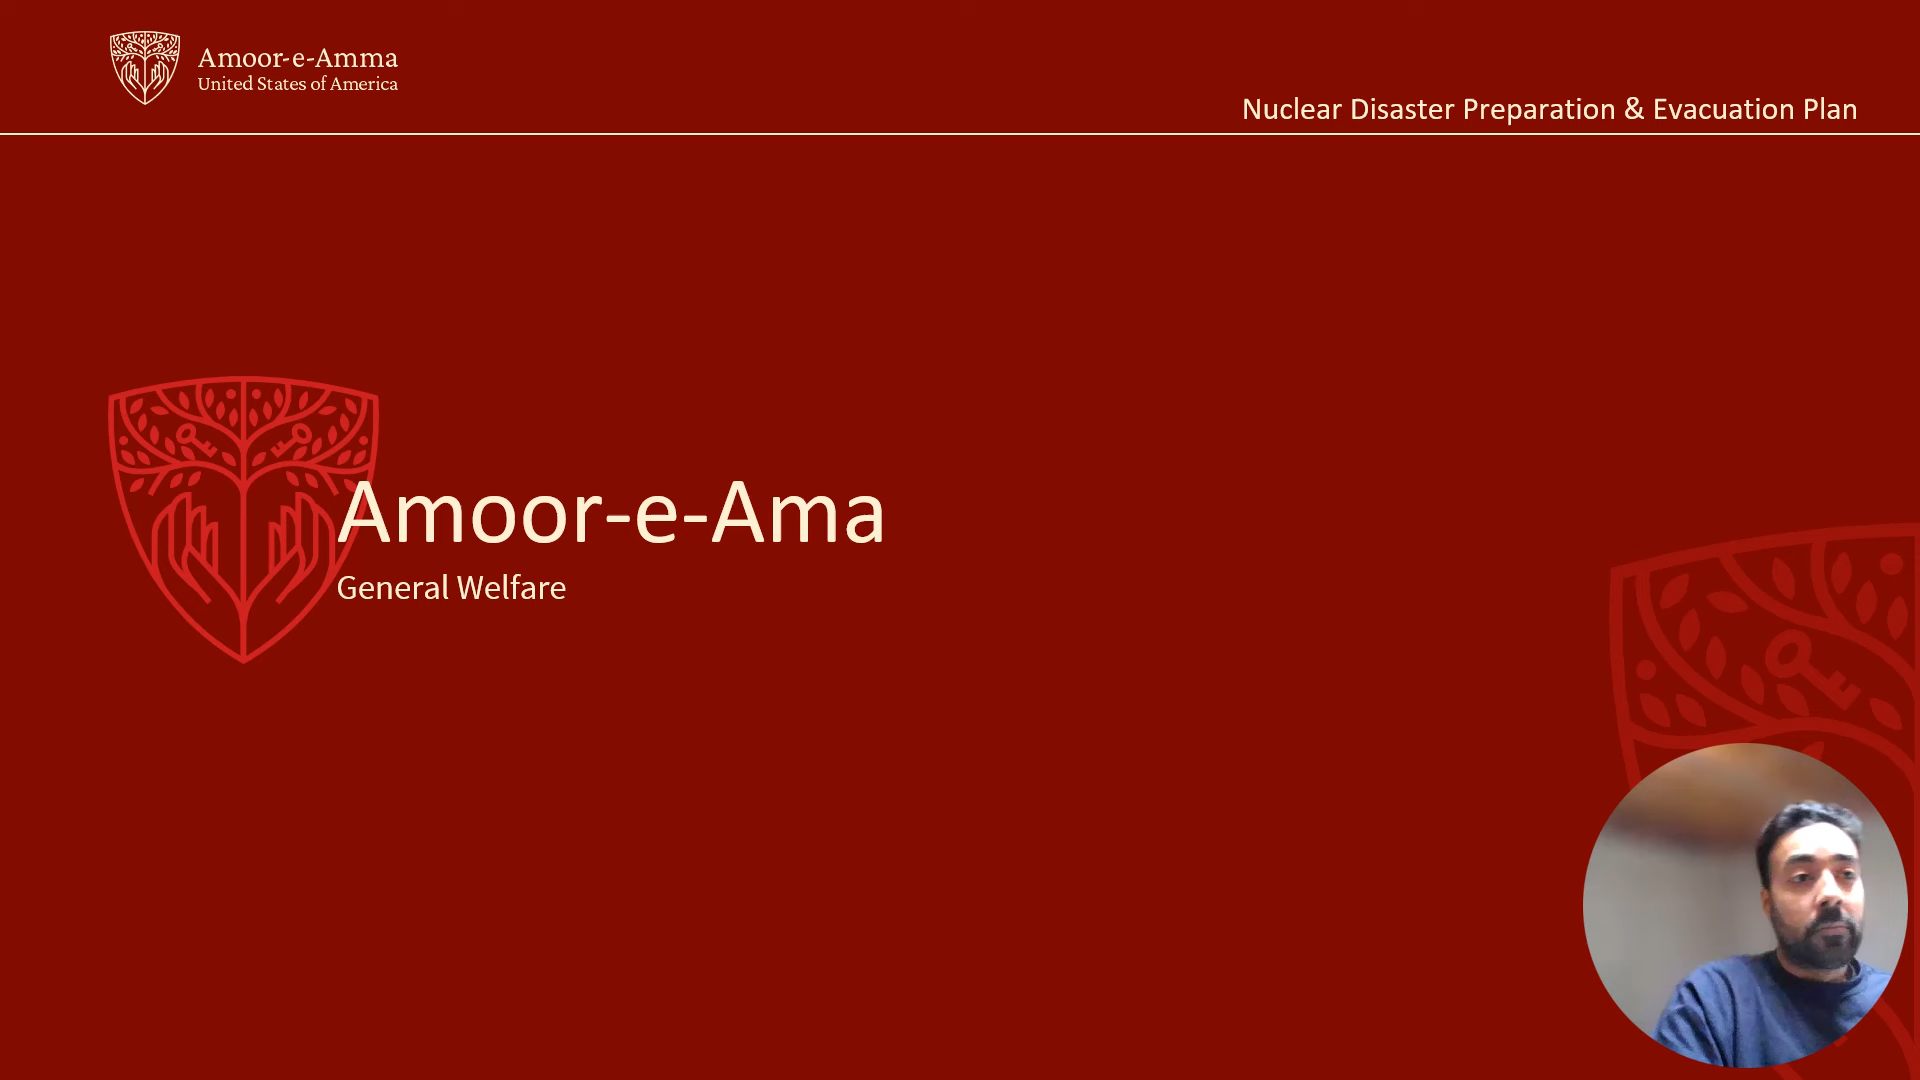 Amoor-e-Amma
United States of America
Nuclear Disaster Preparation & Evacuation Plan
Amoor-e-Ama
General Welfare